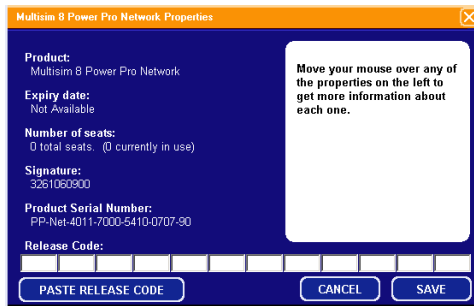 Multisim 8 Power Pro Network Properties
Product:
Multisim 8 Power Pro Network
Expiry date:
Not Available
Number of seats:
0 total seats. (0 currently in use)
Signature:
3261060900
Product Serial Number:
PP-Net-4011-7000-5410-0707-90
Release Code:
Move your mouse over any of
the properties on the left to
get more information about
each one.
PASTE RELEASE CODE
CANCEL
SAVE